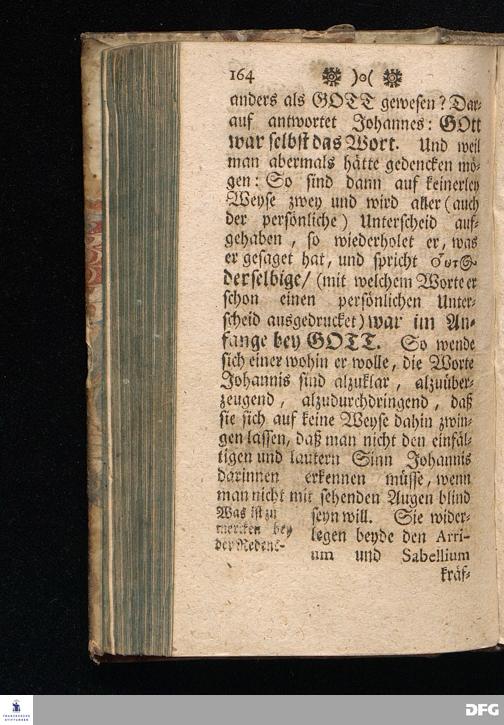 164 )o(
anders als GOTT gewesen? Dar-
auf antwortet Johannes: GOtt
war selbst das Wort. Und weil
man abermals hätte gedencken mö-
gen: So sind dann auf keinerley
Weyse zwey und wird aller (auch
der persönliche) Unterscheid auf-
gehaben, so wiederholet er, was
er gesaget hat, und spricht
derselbige/ (mit welchem Worte er
schon einen persönlichen Unter-
scheid ausgedrucket) war im An-
fange bey GOTT. So wende
sich einer wohin er wolle, die Worte
Johannis sind alzuklar, alzuüber-
zeugend, alzudurchdringend, daß
sie sich auf keine Weyse dahin zwin-
gen lassen, daß man nicht den einfäl-
tigen und lautern Sinn Johannis
darinnen erkennen müsse, wenn
man nicht mit sehenden Augen blind
seyn will. Sie wider-
legen beyde den Arri-
um und Sabellium
Was ist zu
mercken bey
der Redens-
kräf-
FRANCKESCHE
STIFTUNGEN
DFG